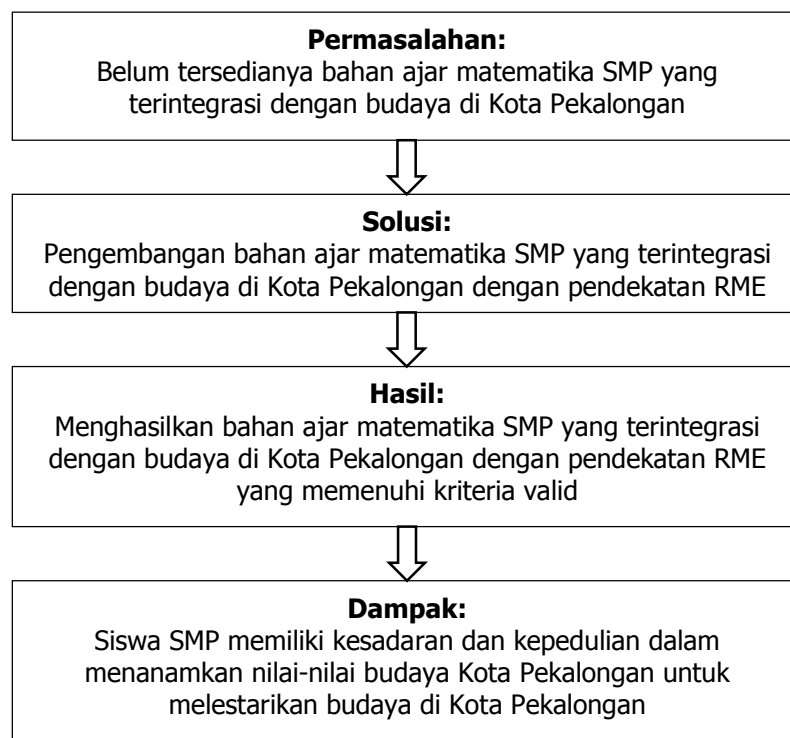 Permasalahan:
Belum tersedianya bahan ajar matematika SMP yang
terintegrasi dengan budaya di Kota Pekalongan
Solusi:
Pengembangan bahan ajar matematika SMP yang terintegrasi
dengan budaya di Kota Pekalongan dengan pendekatan RME
Hasil:
Menghasilkan bahan ajar matematika SMP yang terintegrasi
dengan budaya di Kota Pekalongan dengan pendekatan RME
yang memenuhi kriteria valid
Dampak:
Siswa SMP memiliki kesadaran dan kepedulian dalam
menanamkan nilai-nilai budaya Kota Pekalongan untuk
melestarikan budaya di Kota Pekalongan